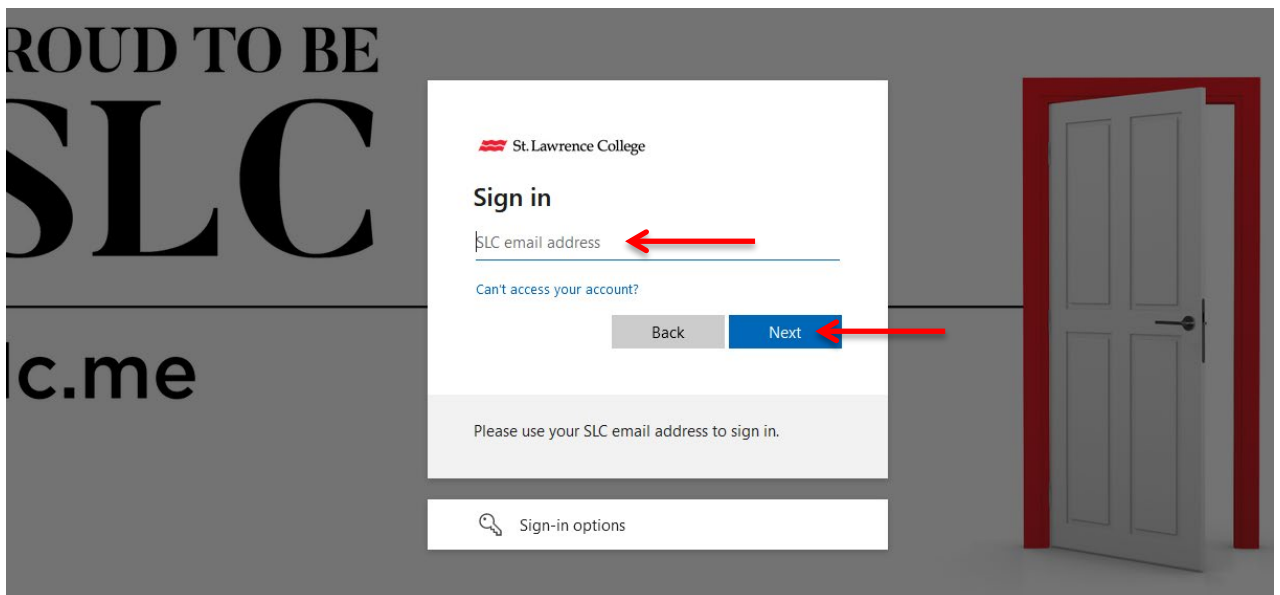 ROUD TO BE
SLC
lc.me
St. Lawrence College
Sign in
SLC email address
Can't access your account?
Back
Next
Please use your SLC email address to sign in.
Sign-in options